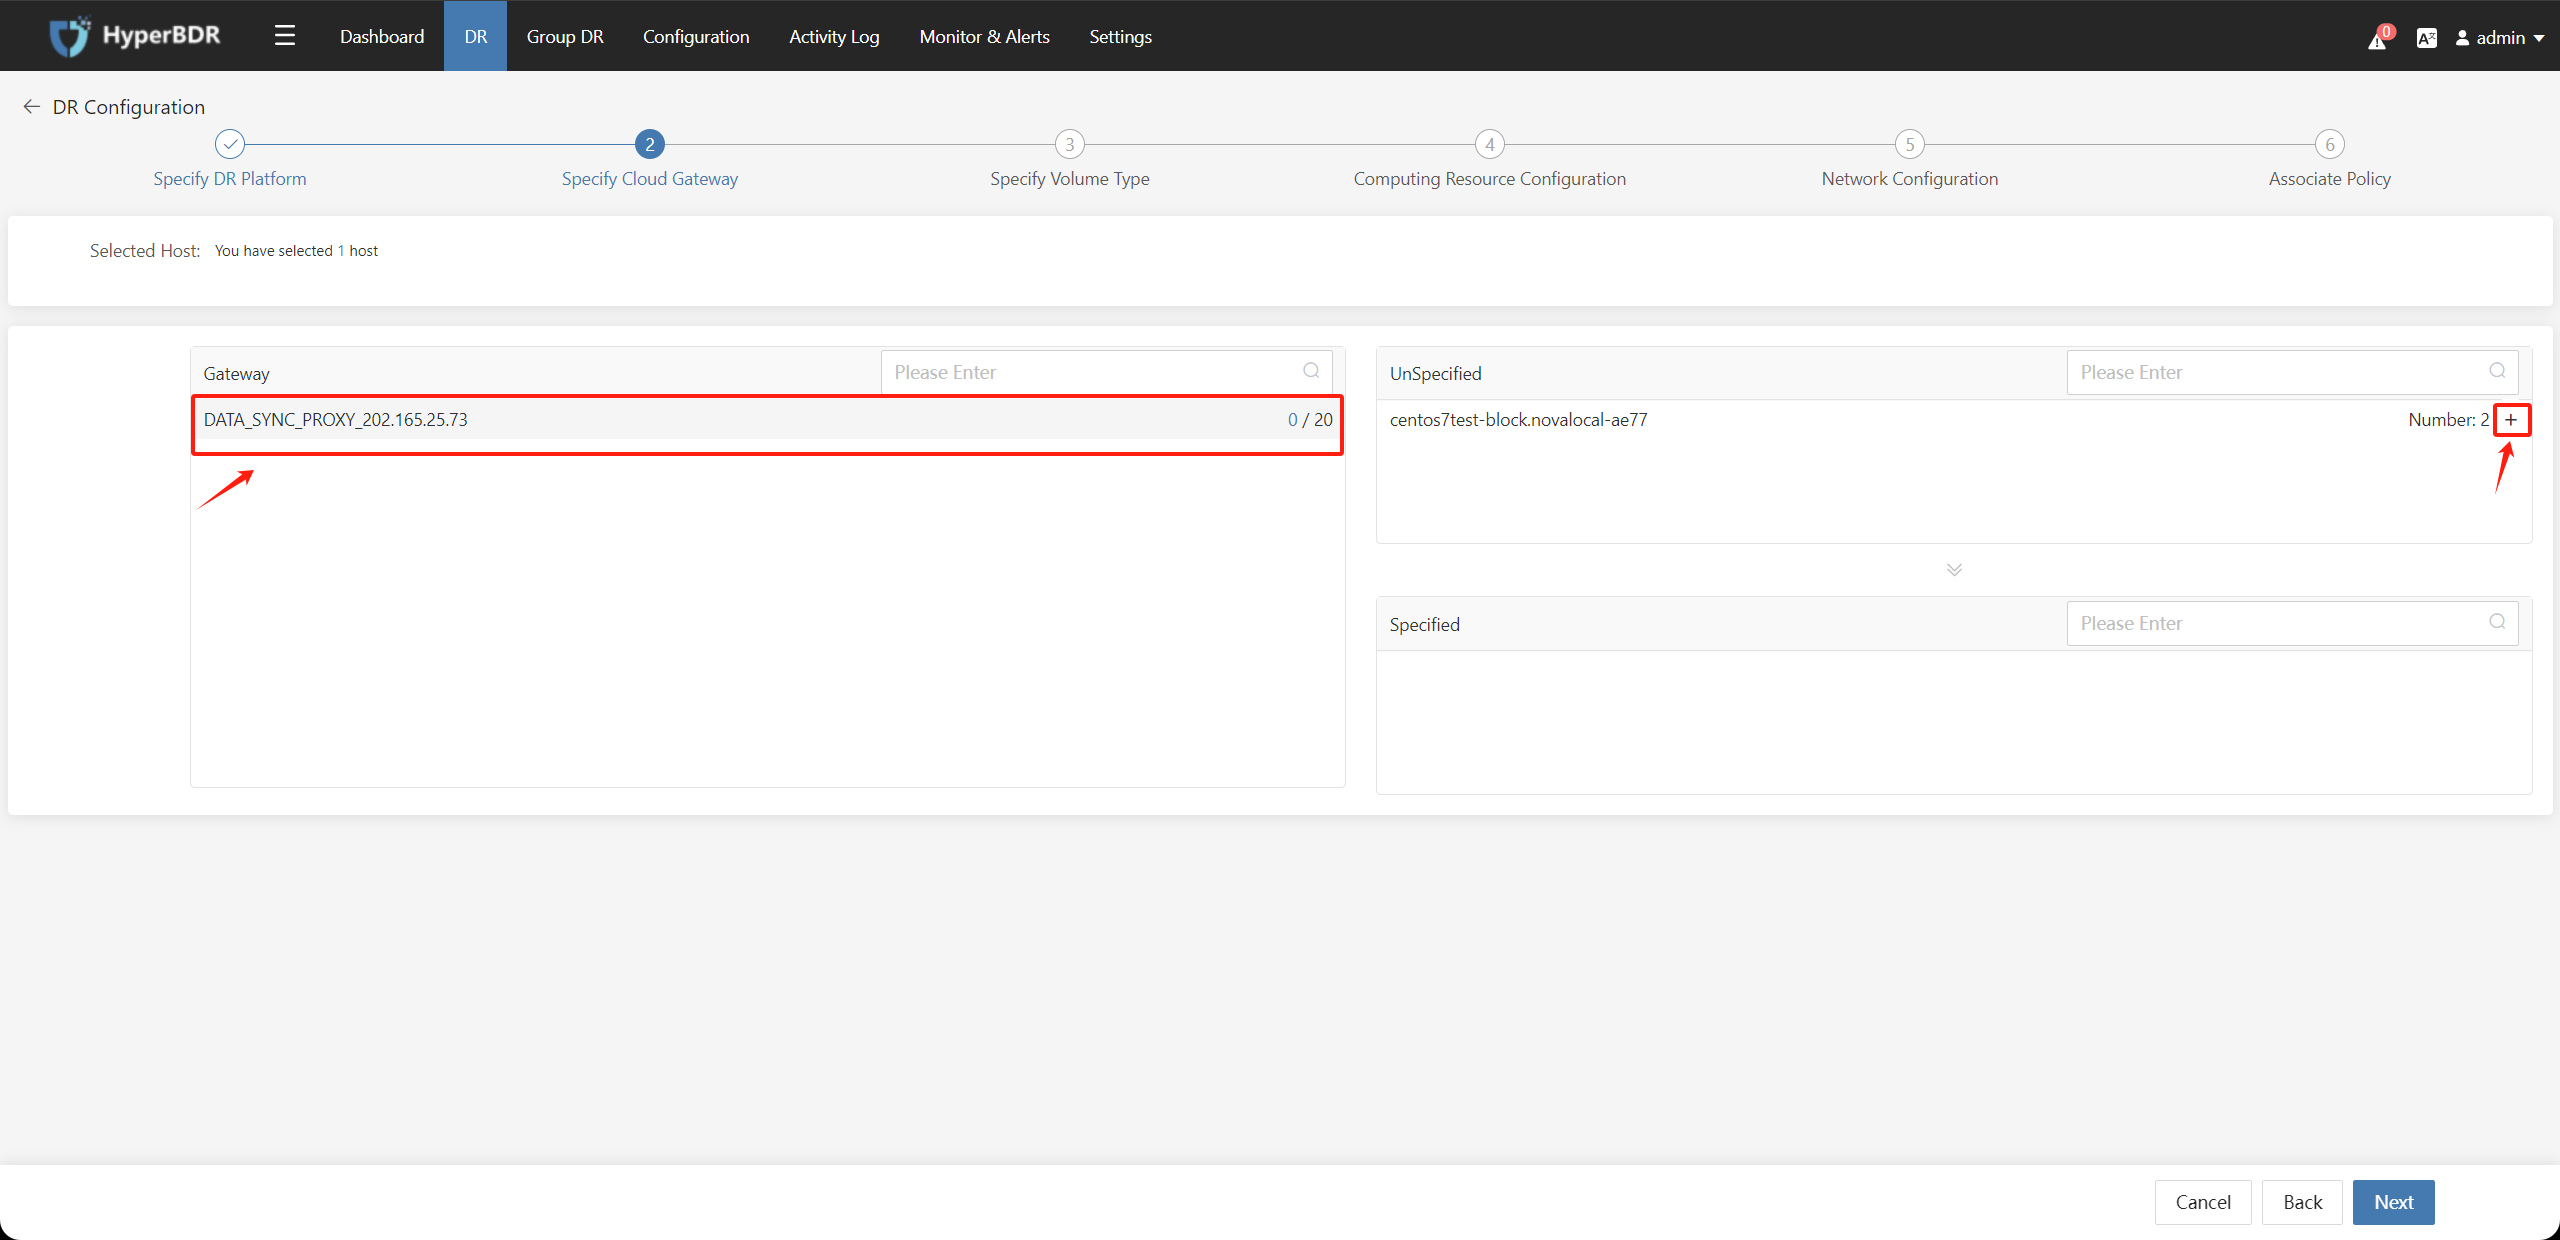 HyperBDR
Dashboard
DR
Group DR
Configuration
Activity Log
Monitor & Alerts
Settings
0
admin
DR Configuration
2
3
4
5
6
Specify DR Platform
Specify Cloud Gateway
Specify Volume Type
Computing Resource Configuration
Network Configuration
Associate Policy
Selected Host: You have selected 1 host
Gateway
Please Enter
DATA_SYNC_PROXY_202.165.25.73
0 / 20
UnSpecified
Please Enter
centos7test-block.novalocal-ae77
Number: 2 +
Specified
Please Enter
Cancel
Back
Next